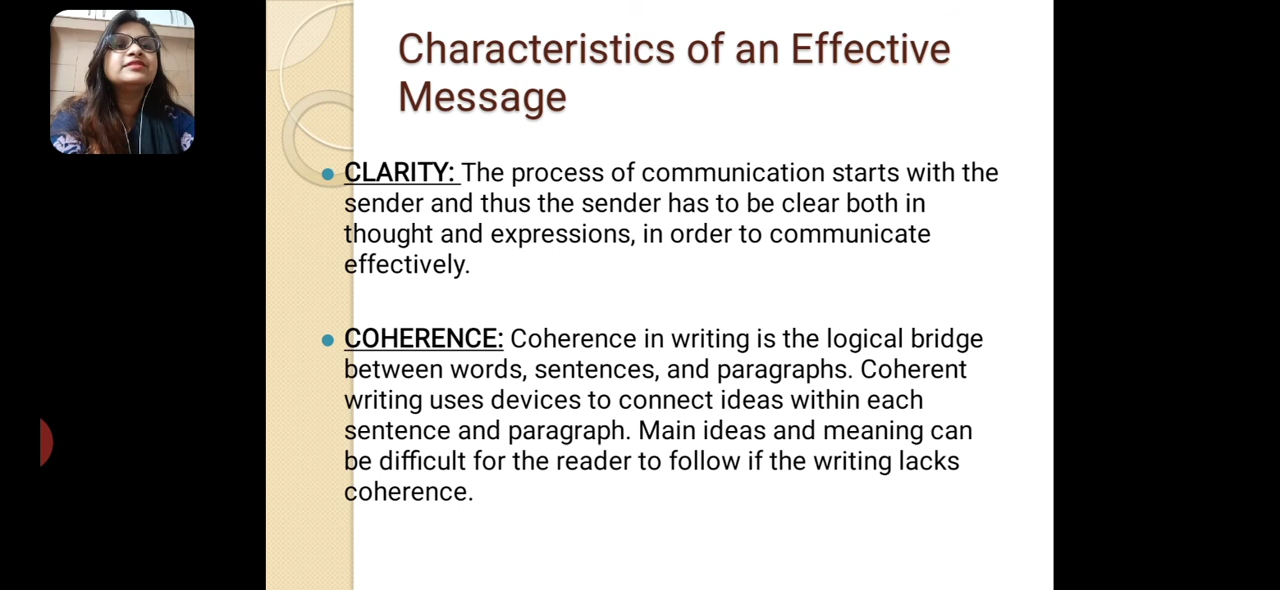 Characteristics of an Effective
Message
CLARITY: The process of communication starts with the
sender and thus the sender has to be clear both in
thought and expressions, in order to communicate
effectively.
COHERENCE: Coherence in writing is the logical bridge
between words, sentences, and paragraphs. Coherent
writing uses devices to connect ideas within each
sentence and paragraph. Main ideas and meaning can
be difficult for the reader to follow if the writing lacks
coherence.